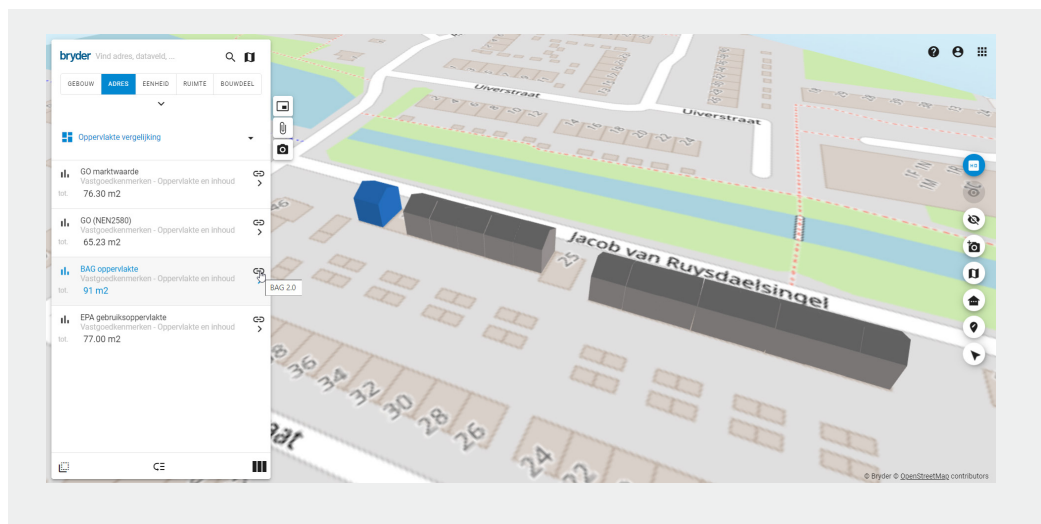 bryder Vind adres, dataveld, ...
GEBOUW ADRES EENHEID RUIMTE BOUWDEEL
Oppervlakte vergelijking
GO marktwaarde
Vastgoedkenmerken - Oppervlakte en inhoud
tot. 76.30 m2
GO (NEN2580)
Vastgoedkenmerken - Oppervlakte en inhoud
tot. 65.23 m2
BAG oppervlakte
Vastgoedkenmerken - Oppervlakte en inhoud
tot. 91 m2
BAG 2.0
EPA gebruiksoppervlakte
Vastgoedkenmerken - Oppervlakte en inhoud
tot. 77.00 m2
Uiverstraat
Uiverstraat
Jacob van Ruysdaelsingel
25
46
36
34
32
30
28
26
24
22
20
aat
© Bryder © OpenStreetMap contributors